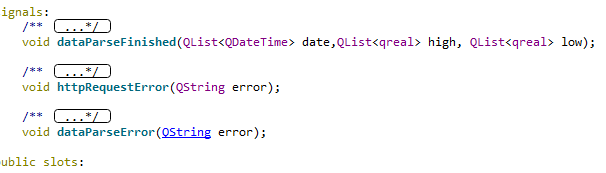 ignals:
/** ...*/
void dataParseFinished(QList<QDateTime> date,QList<qreal> high, QList<qreal> low);
/** ...*/
void httpRequestError(QString error);
/** ...*/
void dataParseError(QString error);
ublic slots: